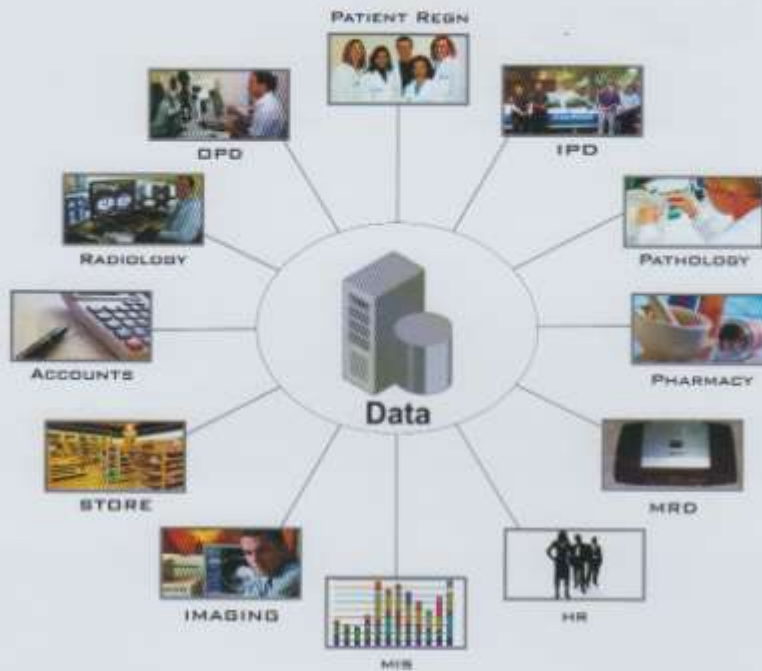 PATIENT REGN
OPD
IPD
RADIOLOGY
PATHOLOGY
ACCOUNTS
PHARMACY
Data
STORE
MRD
IMAGING
HR
MIS